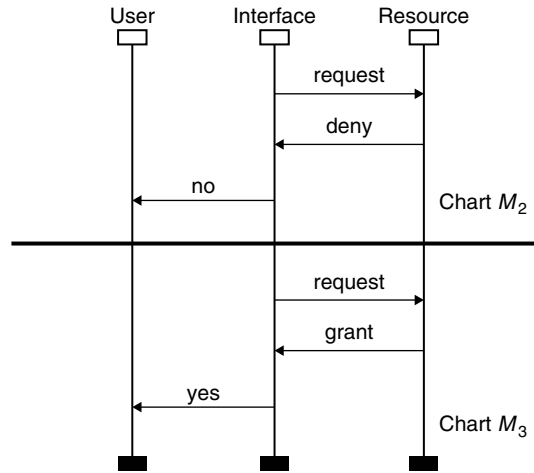 User Interface Resource
request
deny
no
Chart M₂
request
grant
yes
Chart M₃